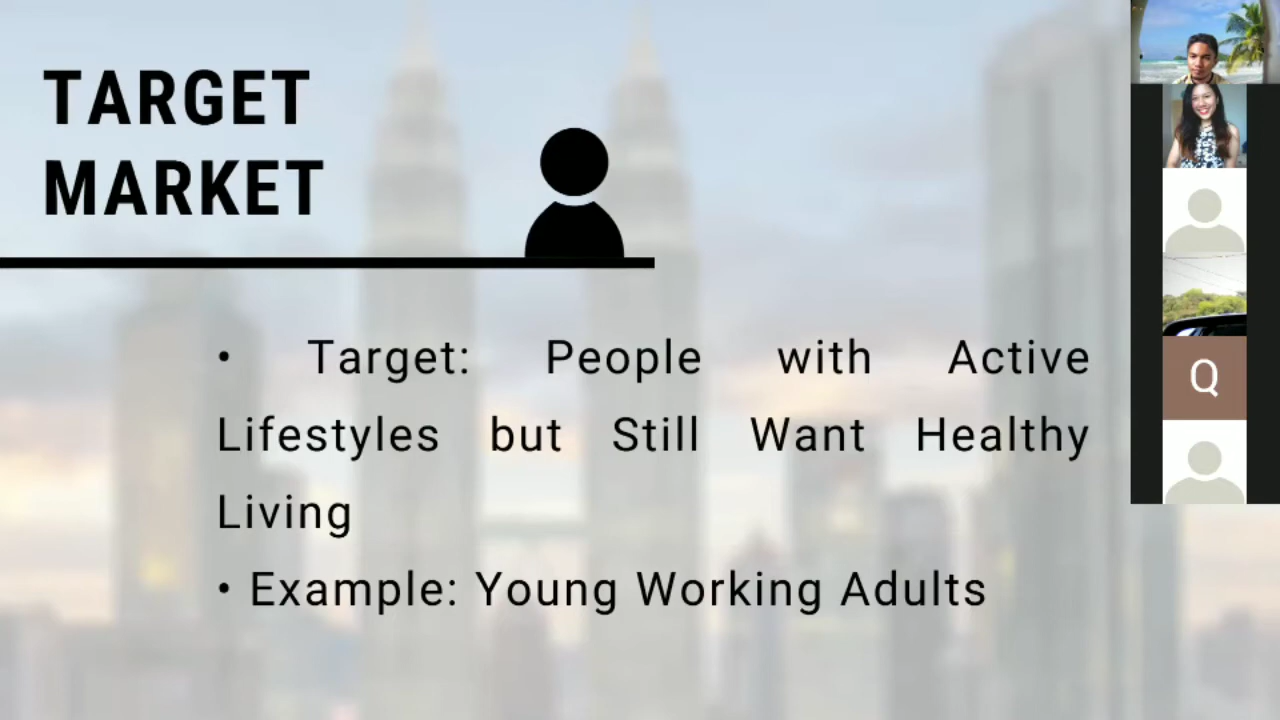 TARGET
MARKET
• Target: People with Active
Lifestyles but Still Want Healthy
Living
• Example: Young Working Adults
Q